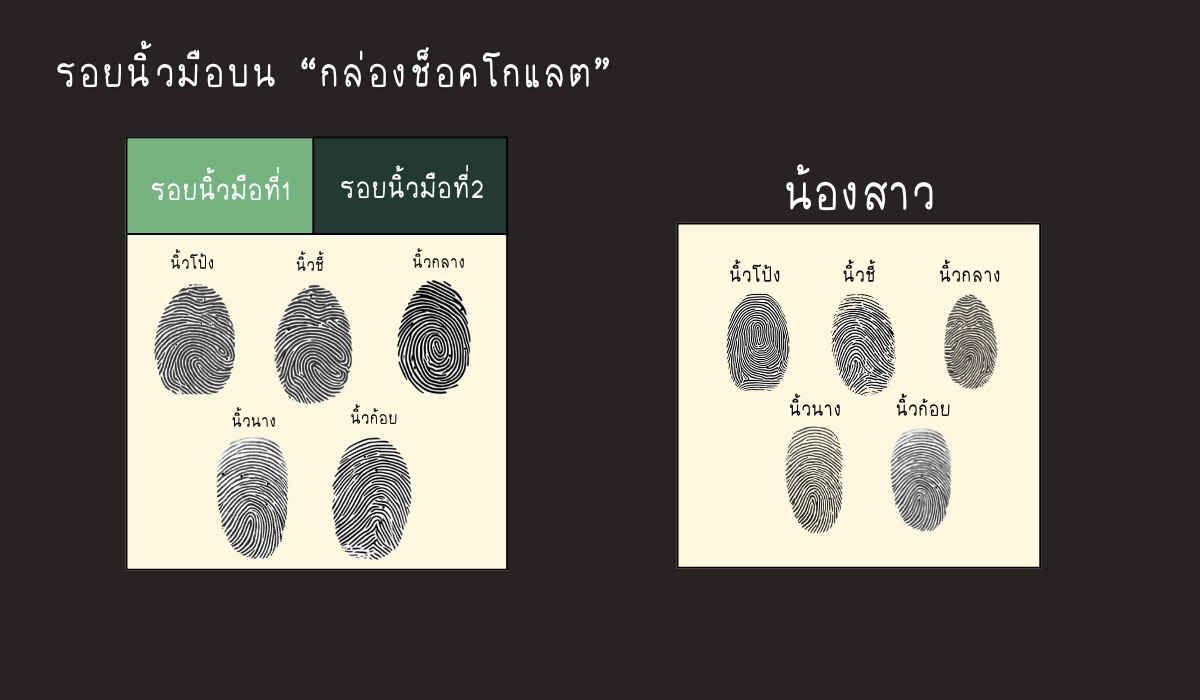 รอยนิ้วมือบน “กล่องช็อคโกแลต”
รอยนิ้วมือที่1
รอยนิ้วมือที่2
นิ้วโป้ง
นิ้วชี้
นิ้วกลาง
นิ้วนาง
นิ้วก้อย
น้องสาว
นิ้วโป้ง
นิ้วชี้
นิ้วกลาง
นิ้วนาง
นิ้วก้อย